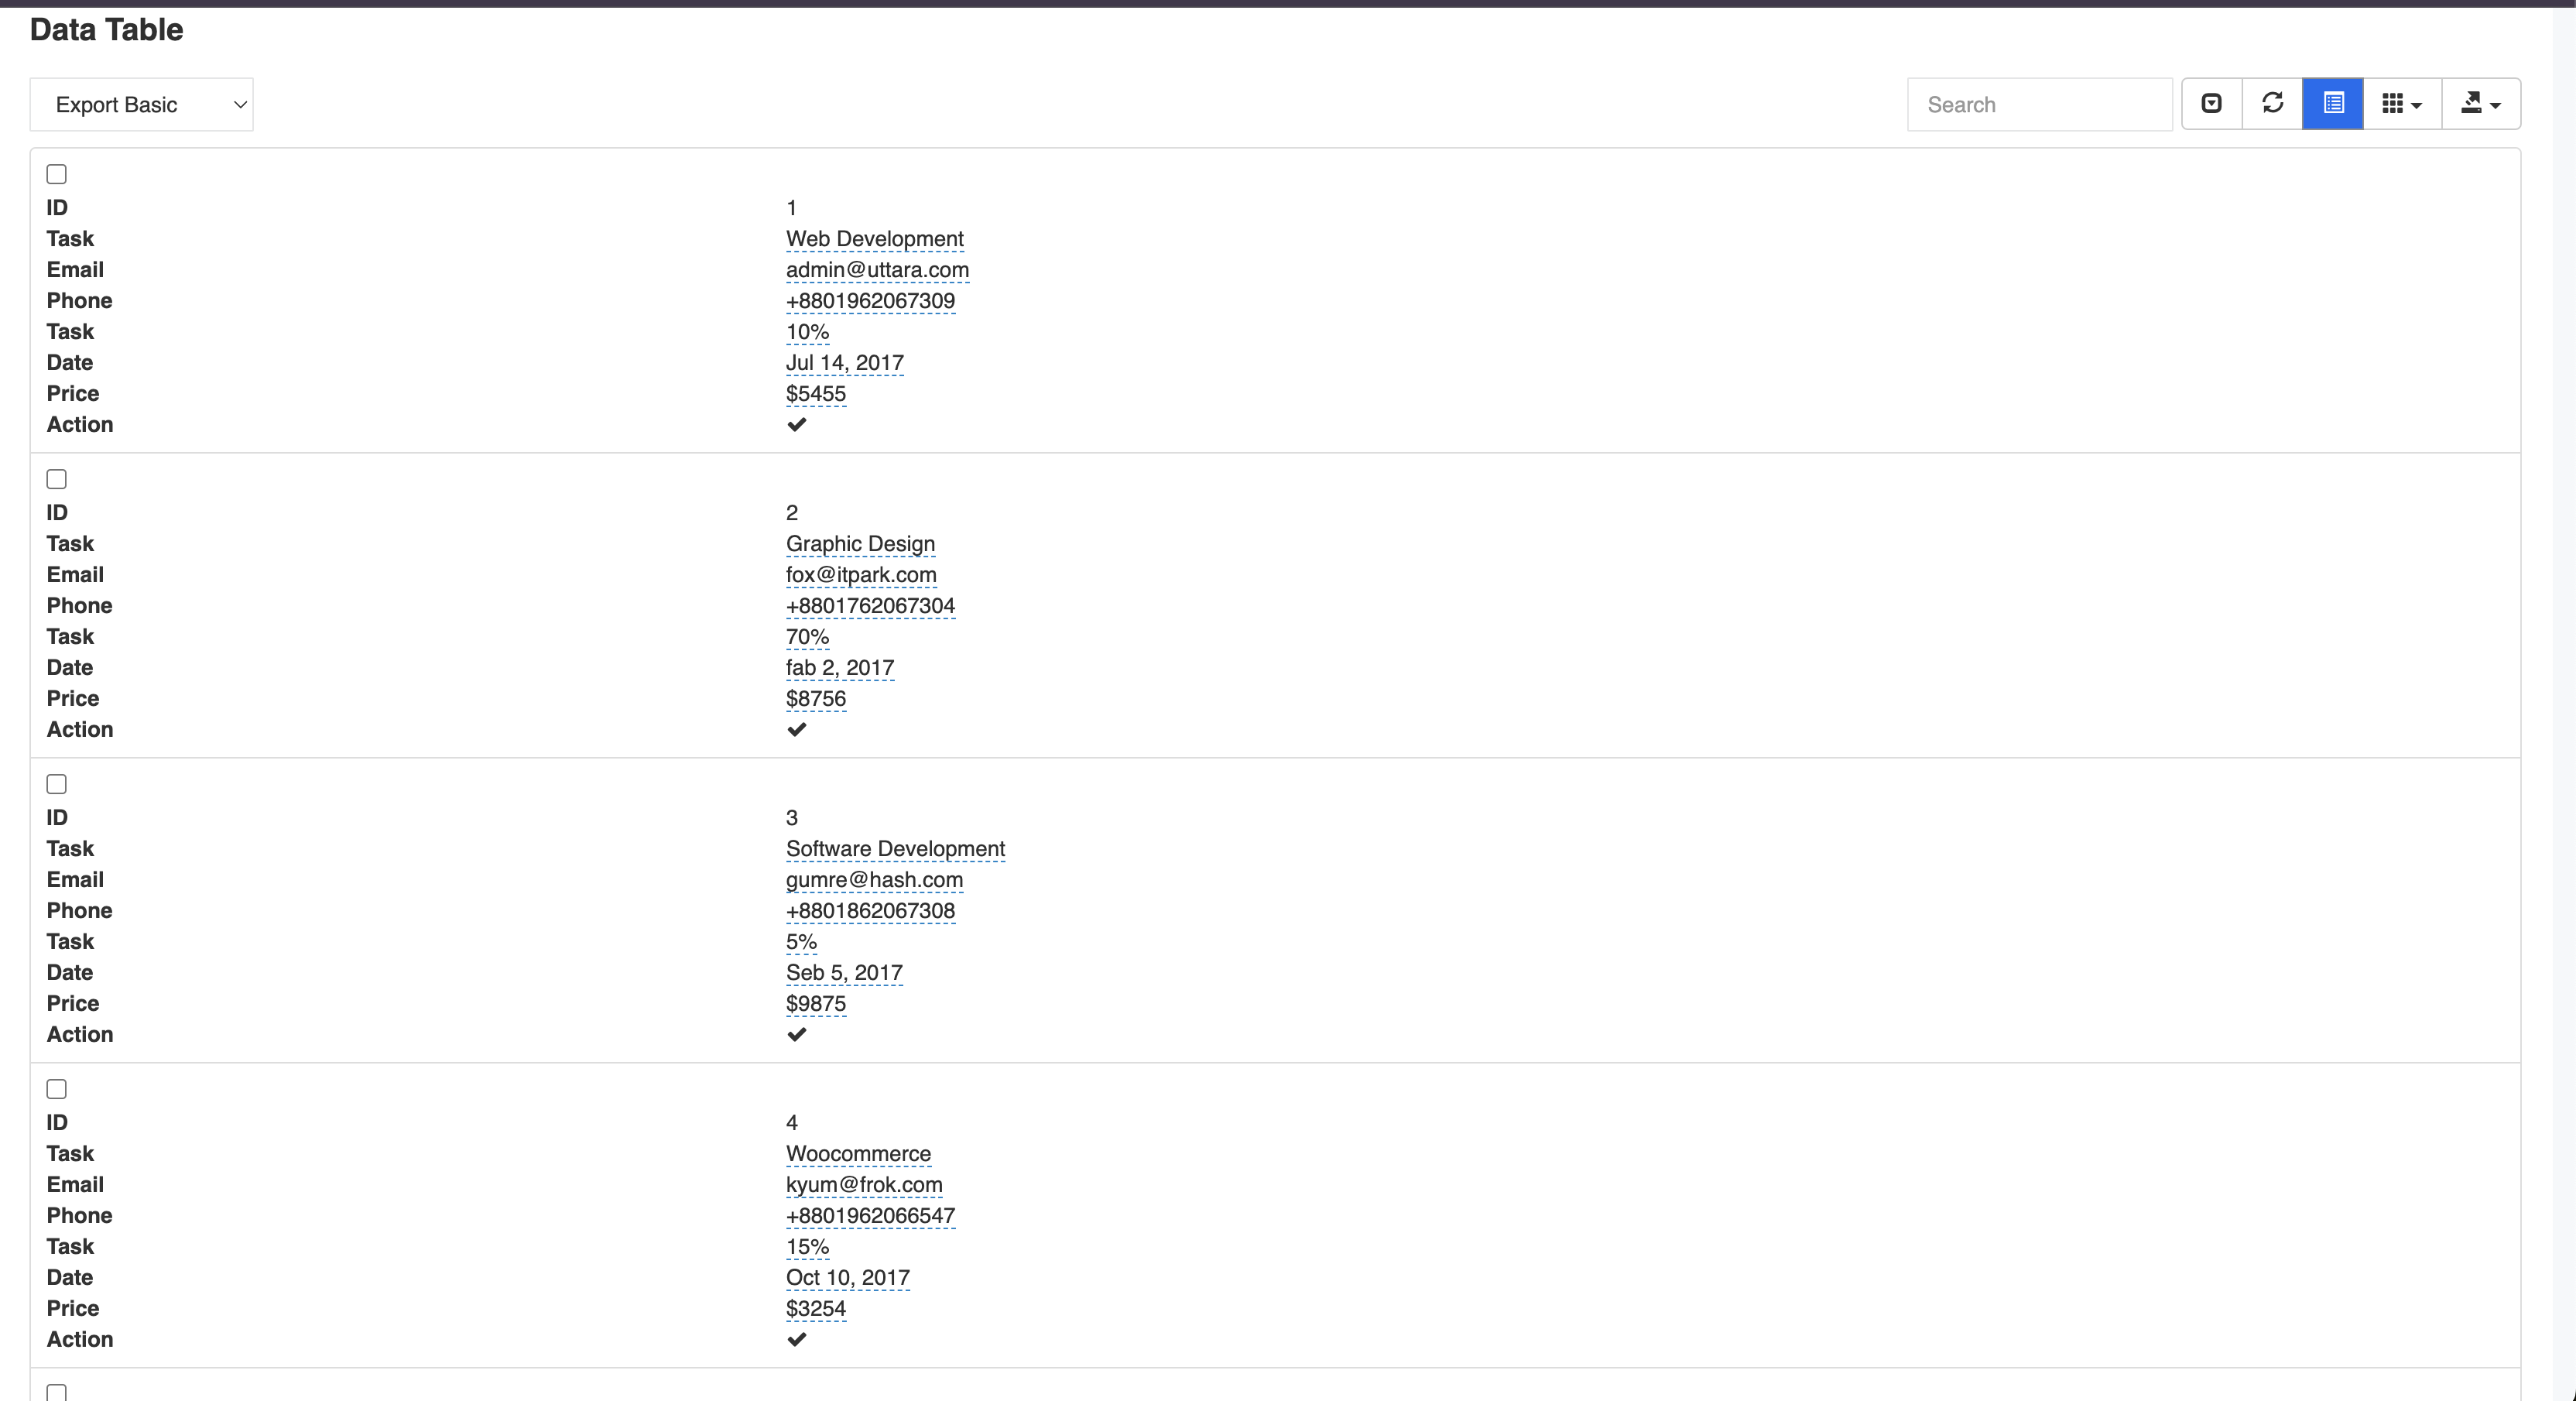 Data Table
Export Basic
Search
ID 1
Task Web Development
Email admin@uttara.com
Phone +8801962067309
Task 10%
Date Jul 14, 2017
Price $5455
Action
ID 2
Task Graphic Design
Email fox@itpark.com
Phone +8801762067304
Task 70%
Date fab 2, 2017
Price $8756
Action
ID 3
Task Software Development
Email gumre@hash.com
Phone +8801862067308
Task 5%
Date Seb 5, 2017
Price $9875
Action
ID 4
Task Woocommerce
Email kyum@frok.com
Phone +8801962066547
Task 15%
Date Oct 10, 2017
Price $3254
Action